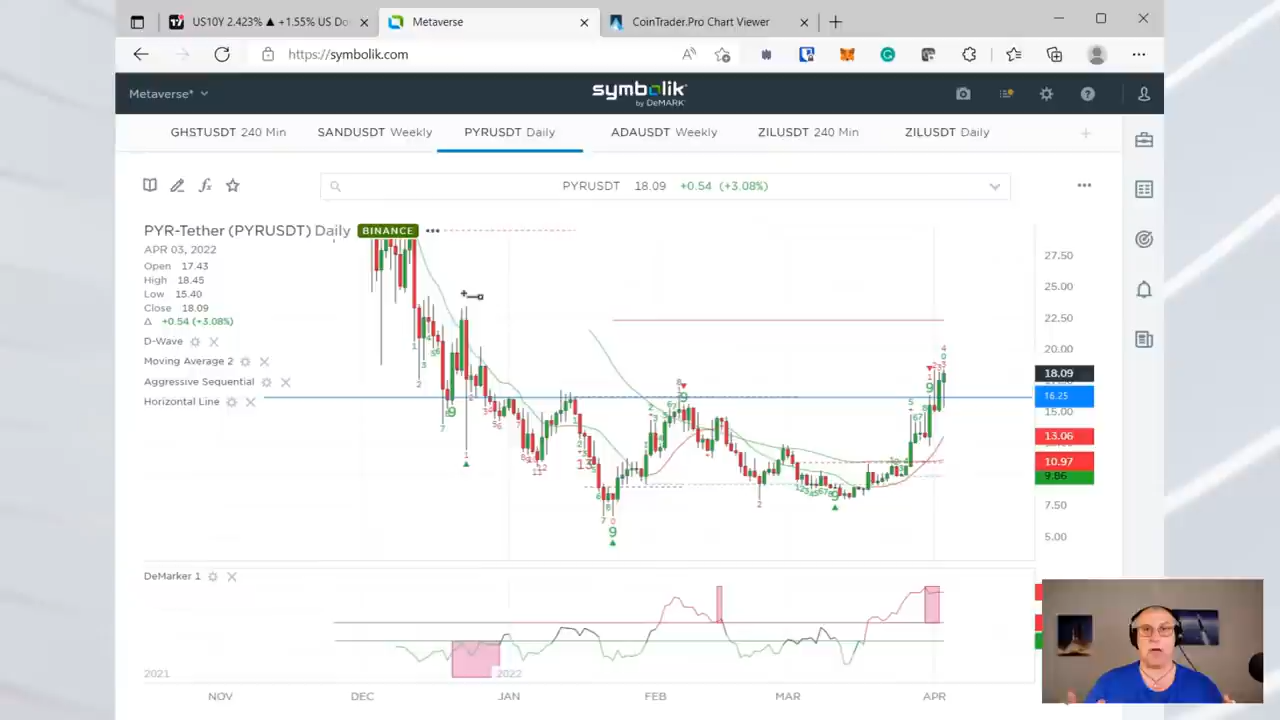 US10Y 2.423% ▲ +1.55% US Do
Metaverse
CoinTrader.Pro Chart Viewer
https://symbolik.com
Metaverse*
symbolik
by DeMARK
GHSTUSDT 240 Min
SANDUSDT Weekly
PYRUSDT Daily
ADAUSDT Weekly
ZILUSDT 240 Min
ZILUSDT Daily
PYRUSDT 18.09 +0.54 (+3.08%)
PYR-Tether (PYRUSDT) Daily BINANCE
APR 03, 2022
Open 17.43
High 18.45
Low 15.40
Close 18.09
Δ +0.54 (+3.08%)
D-Wave
Moving Average 2
Aggressive Sequential
Horizontal Line
27.50
25.00
22.50
20.00
18.09
16.25
15.00
13.06
10.97
9.86
7.50
5.00
DeMarker 1
2021
2022
NOV DEC JAN FEB MAR APR